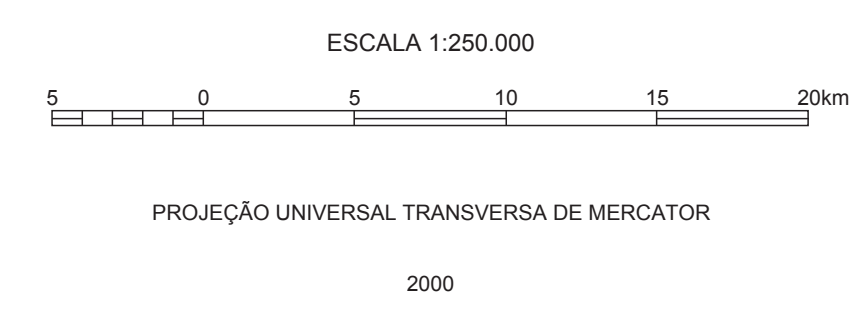 ESCALA 1:250.000
5 0 5 10 15 20km
PROJEÇÃO UNIVERSAL TRANSVERSA DE MERCATOR
2000